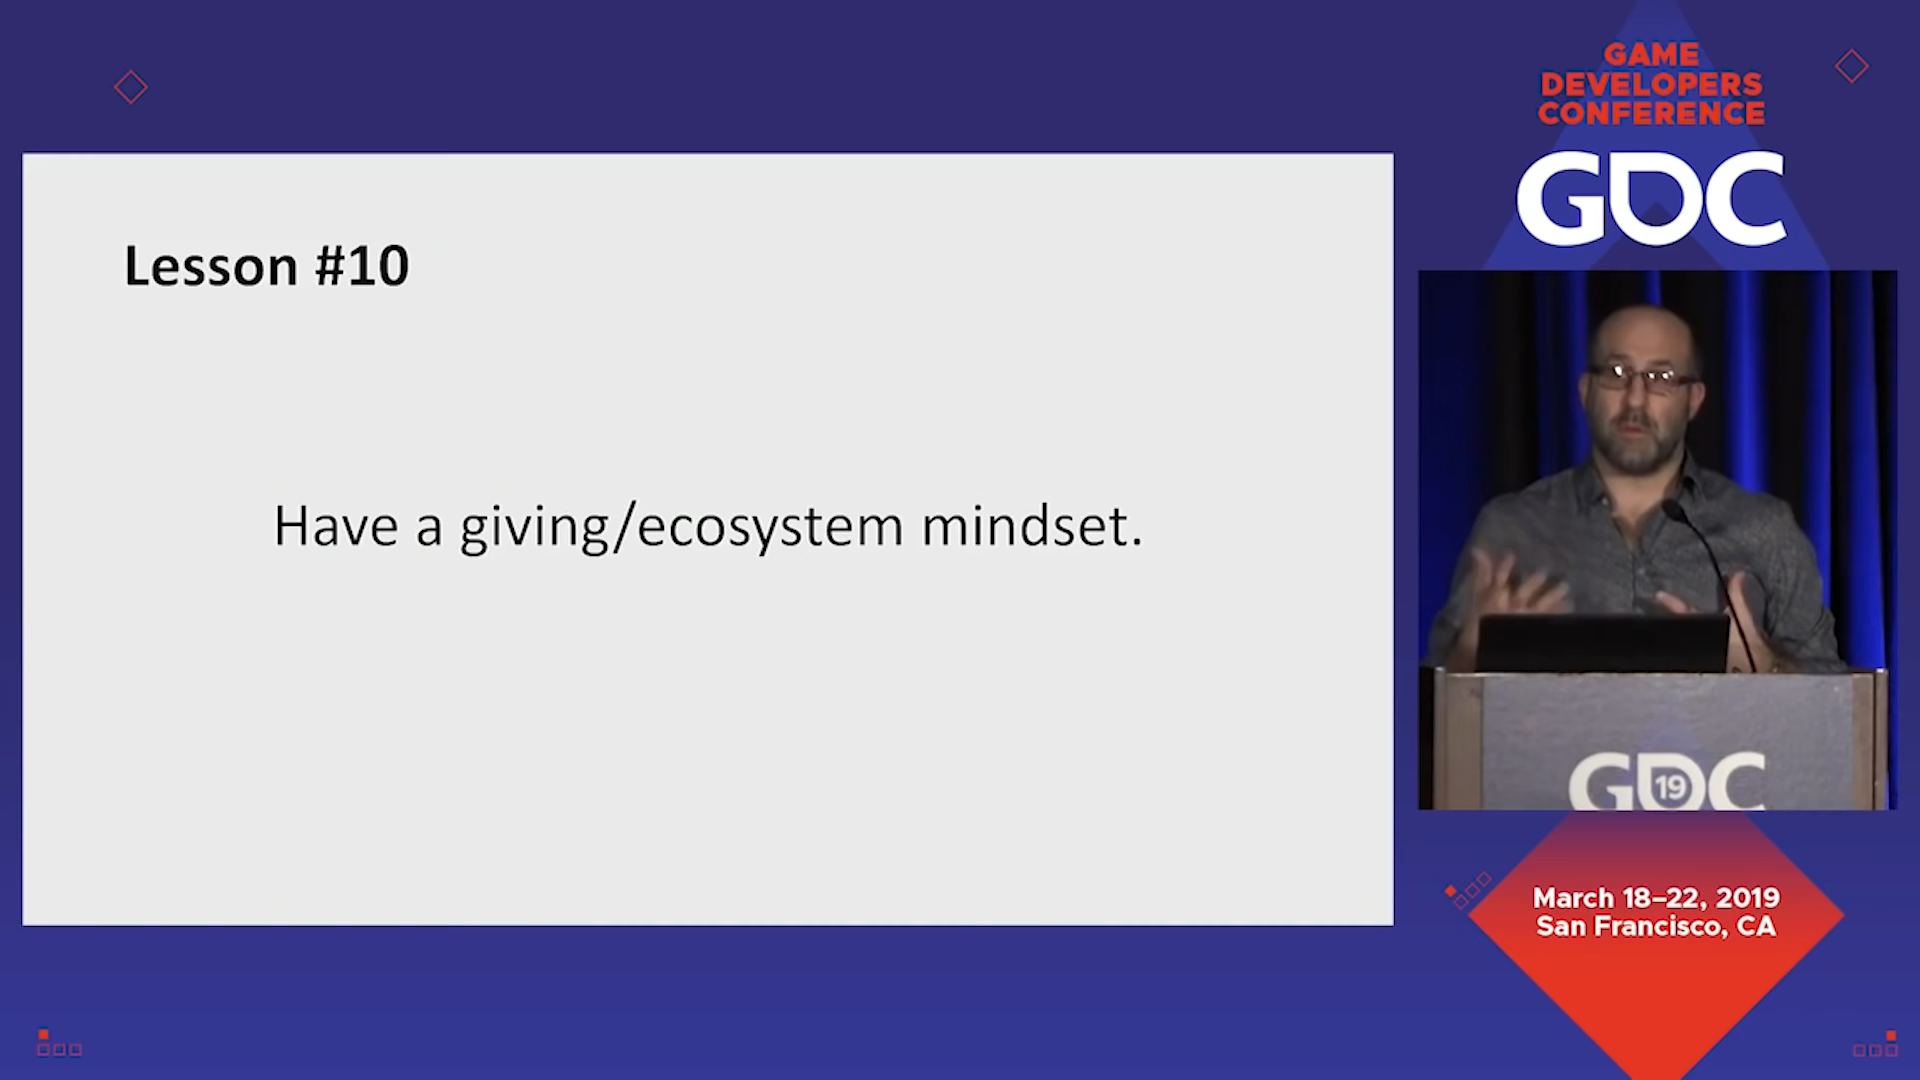 GAME
DEVELOPERS
CONFERENCE
GDC
Lesson #10
Have a giving/ecosystem mindset.
GDC
19
March 18–22, 2019
San Francisco, CA